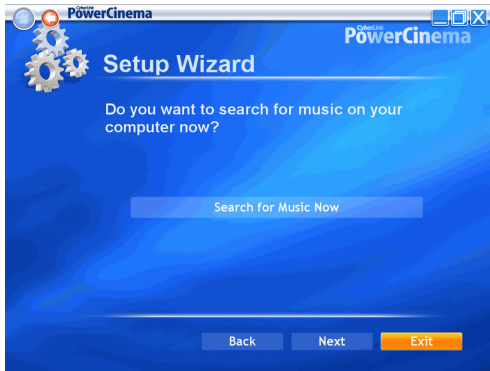 CyberLink
PowerCinema
CyberLink
PowerCinema
Setup Wizard
Do you want to search for music on your
computer now?
Search for Music Now
Back Next Exit